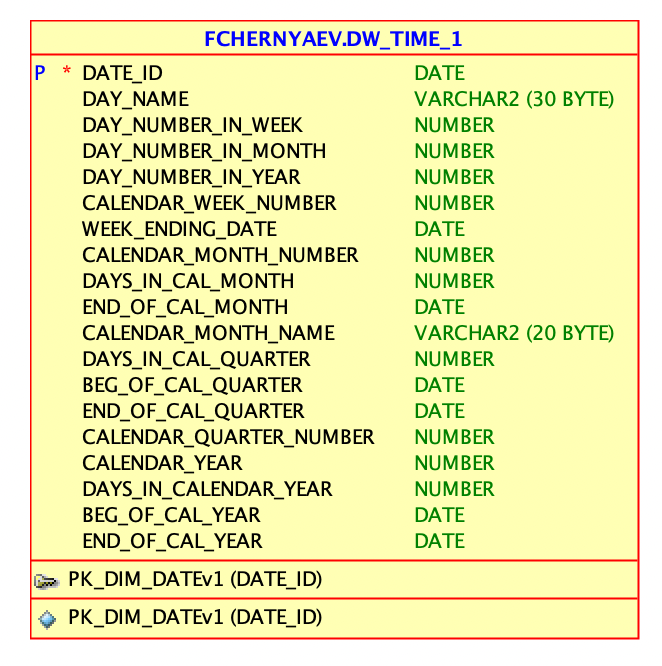 FCHERNYAEV.DW_TIME_1
P * DATE_ID DATE
DAY_NAME VARCHAR2 (30 BYTE)
DAY_NUMBER_IN_WEEK NUMBER
DAY_NUMBER_IN_MONTH NUMBER
DAY_NUMBER_IN_YEAR NUMBER
CALENDAR_WEEK_NUMBER NUMBER
WEEK_ENDING_DATE DATE
CALENDAR_MONTH_NUMBER NUMBER
DAYS_IN_CAL_MONTH NUMBER
END_OF_CAL_MONTH DATE
CALENDAR_MONTH_NAME VARCHAR2 (20 BYTE)
DAYS_IN_CAL_QUARTER NUMBER
BEG_OF_CAL_QUARTER DATE
END_OF_CAL_QUARTER DATE
CALENDAR_QUARTER_NUMBER NUMBER
CALENDAR_YEAR NUMBER
DAYS_IN_CALENDAR_YEAR NUMBER
BEG_OF_CAL_YEAR DATE
END_OF_CAL_YEAR DATE
PK_DIM_DATEv1 (DATE_ID)
PK_DIM_DATEv1 (DATE_ID)